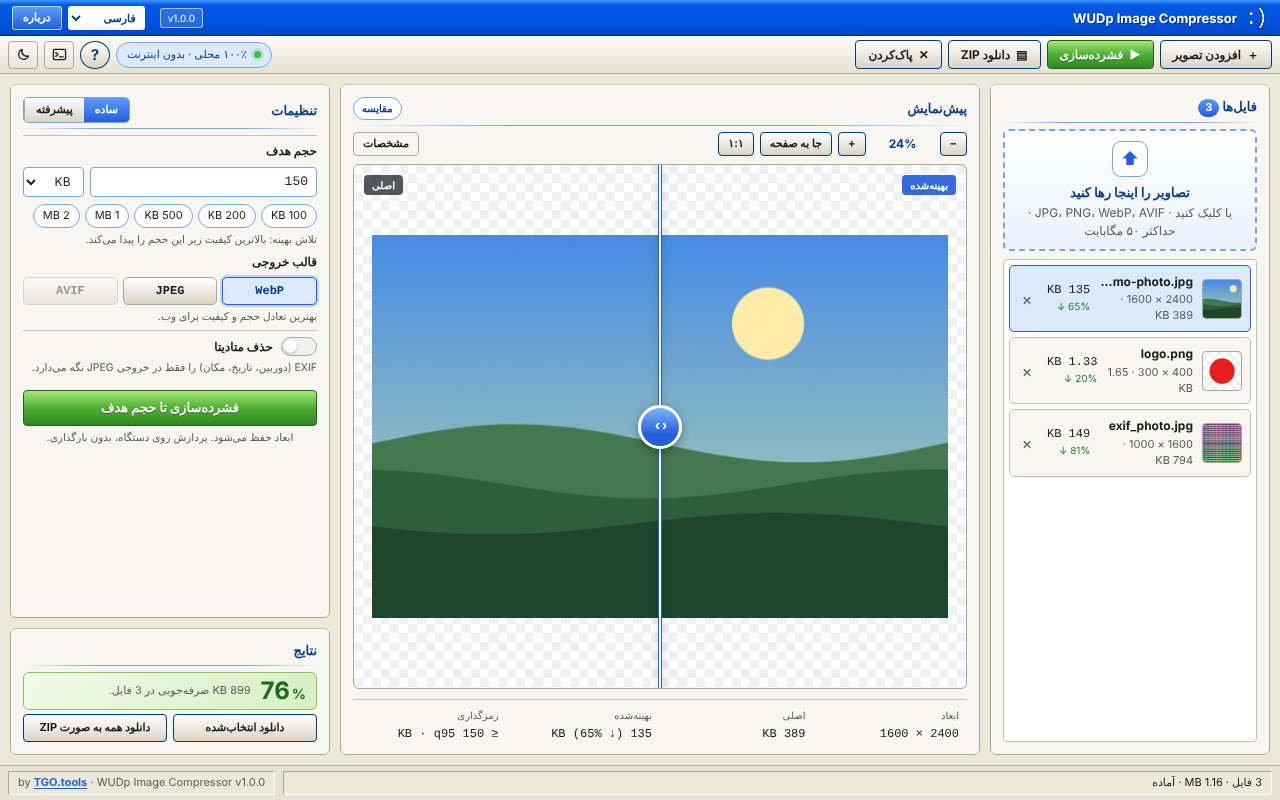 :) WUDp Image Compressor
v1.0.0
فارسی
درباره
+ افزودن تصویر
▶ فشرده‌سازی
▤ دانلود ZIP
✕ پاک‌کردن
۱۰۰٪ محلی · بدون اینترنت
?
فایل‌ها 3
تصاویر را اینجا رها کنید
یا کلیک کنید · JPG، PNG، WebP، AVIF ·
حداکثر ۵۰ مگابایت
...mo-photo.jpg
2400 × 1600 ·
389 KB
135 KB
↓ 65%
✕
logo.png
400 × 300 · 1.65
KB
1.33 KB
↓ 20%
✕
exif_photo.jpg
1600 × 1000 ·
794 KB
149 KB
↓ 81%
✕
پیش‌نمایش
مقایسه
−
24%
+
جا به صفحه
۱:۱
مشخصات
بهینه‌شده
اصلی
ابعاد
2400 × 1600
اصلی
389 KB
بهینه‌شده
135 KB (65% ↓)
رمزگذاری
≤ 150 KB · q95
تنظیمات
ساده
پیشرفته
حجم هدف
150
KB
100 KB
200 KB
500 KB
1 MB
2 MB
تلاش بهینه: بالاترین کیفیت زیر این حجم را پیدا می‌کند.
قالب خروجی
WebP
JPEG
AVIF
بهترین تعادل حجم و کیفیت برای وب.
حذف متادیتا
EXIF (دوربین، تاریخ، مکان) را فقط در خروجی JPEG نگه می‌دارد.
فشرده‌سازی تا حجم هدف
ابعاد حفظ می‌شود. پردازش روی دستگاه، بدون بارگذاری.
نتایج
76%
899 KB صرفه‌جویی در 3 فایل.
دانلود انتخاب‌شده
دانلود همه به صورت ZIP
3 فایل · 1.16 MB · آماده
by TGO.tools · WUDp Image Compressor v1.0.0